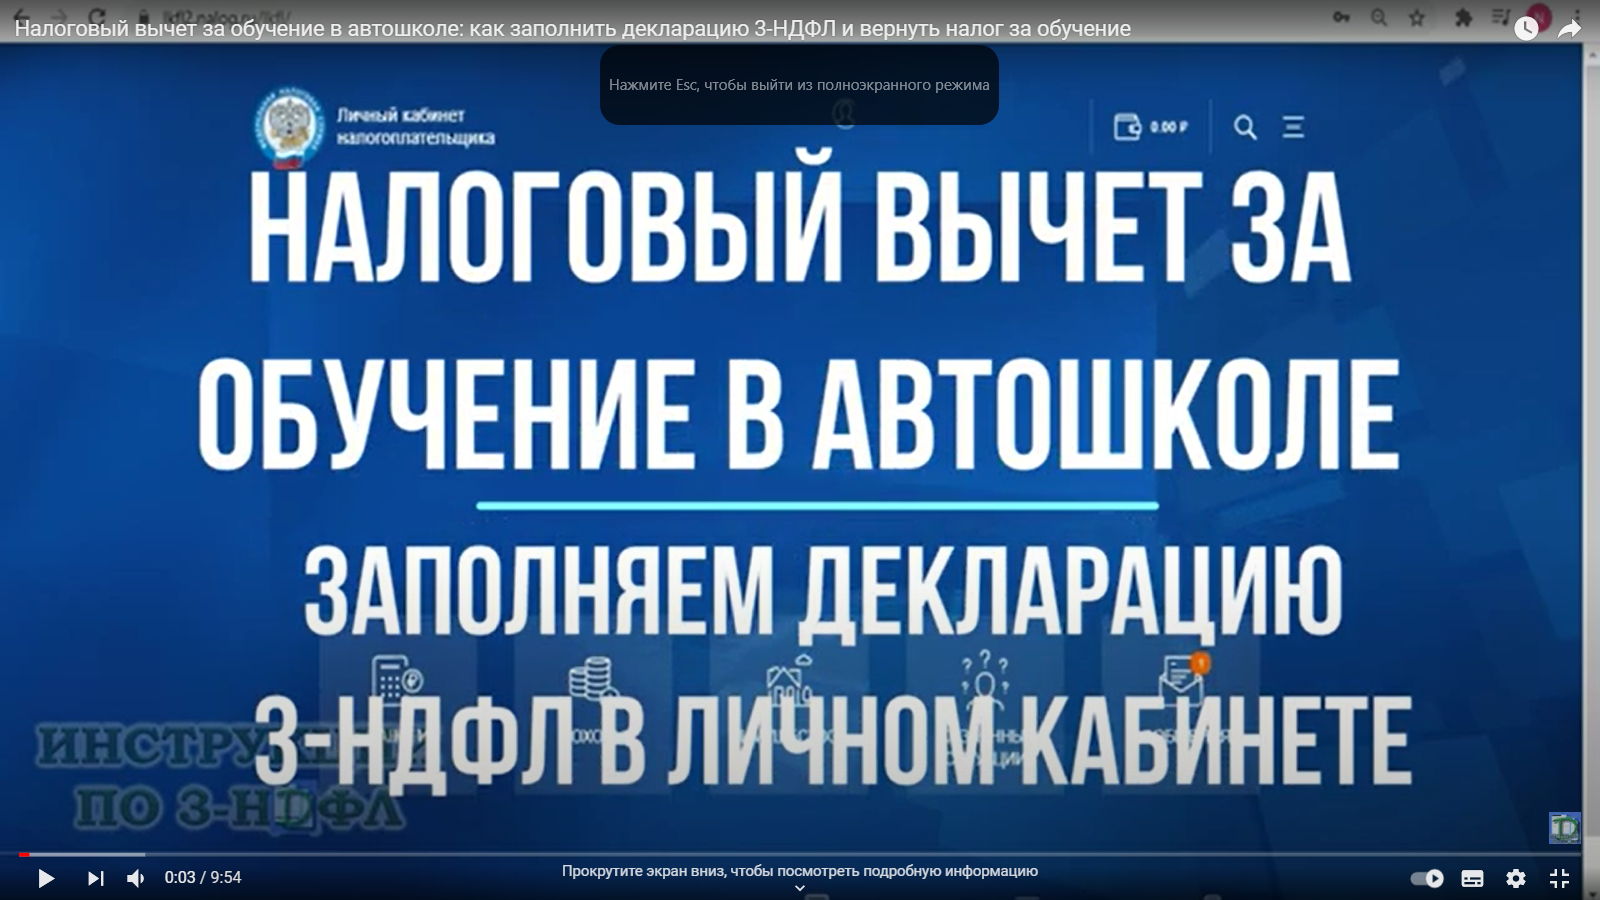 Налоговый вычет за обучение в автошколе: как заполнить декларацию 3-НДФЛ и вернуть налог за обучение
Нажмите Esc, чтобы выйти из полноэкранного режима
Личный кабинет
налогоплательщика
0.00 ₽
НАЛОГОВЫЙ ВЫЧЕТ ЗА
ОБУЧЕНИЕ В АВТОШКОЛЕ
ЗАПОЛНЯЕМ ДЕКЛАРАЦИЮ
3-НДФЛ В ЛИЧНОМ КАБИНЕТЕ
ПО 3-НДФЛ
0:03 / 9:54
Прокрутите экран вниз, чтобы посмотреть подробную информацию